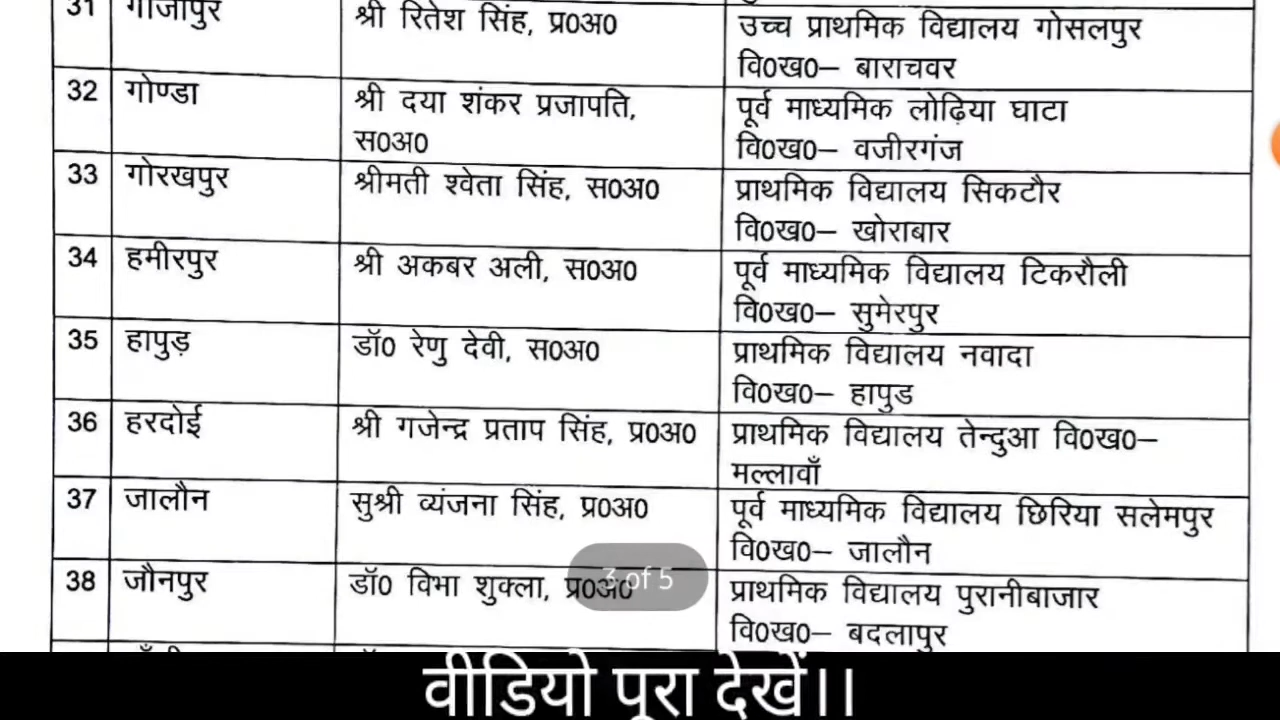 31 गाजीपुर श्री रितेश सिंह, प्र0अ0 उच्च प्राथमिक विद्यालय गोसलपुर
वि0ख0– बाराचवर
32 गोण्डा श्री दया शंकर प्रजापति, पूर्व माध्यमिक लोढ़िया घाटा
स0अ0 वि0ख0– वजीरगंज
33 गोरखपुर श्रीमती श्वेता सिंह, स0अ0 प्राथमिक विद्यालय सिकटौर
वि0ख0– खोराबार
34 हमीरपुर श्री अकबर अली, स0अ0 पूर्व माध्यमिक विद्यालय टिकरौली
वि0ख0– सुमेरपुर
35 हापुड़ डॉ0 रेणु देवी, स0अ0 प्राथमिक विद्यालय नवादा
वि0ख0– हापुड
36 हरदोई श्री गजेन्द्र प्रताप सिंह, प्र0अ0 प्राथमिक विद्यालय तेन्दुआ वि0ख0–
मल्लावाँ
37 जालौन सुश्री व्यंजना सिंह, प्र0अ0 पूर्व माध्यमिक विद्यालय छिरिया सलेमपुर
वि0ख0– जालौन
38 जौनपुर डॉ0 विभा शुक्ला, प्र0अ0 प्राथमिक विद्यालय पुरानीबाजार
3 of 5
वि0ख0– बदलापुर
वीडियो पूरा देखें।।